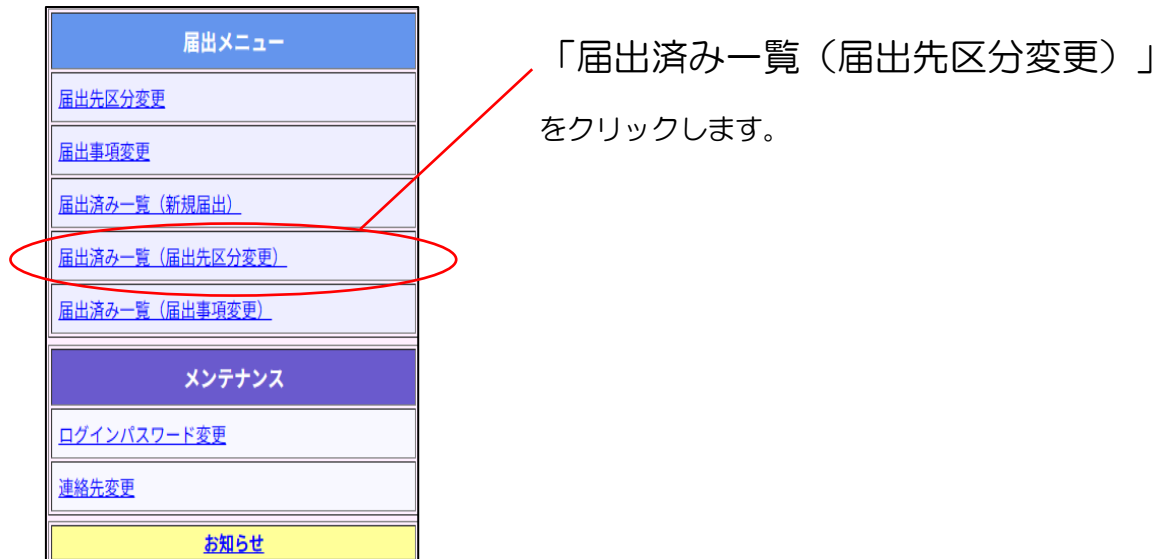 届出メニュー
届出先区分変更
届出事項変更
届出済み一覧（新規届出）
届出済み一覧（届出先区分変更）
届出済み一覧（届出事項変更）
メンテナンス
ログインパスワード変更
連絡先変更
お知らせ
「届出済み一覧（届出先区分変更）」
をクリックします。